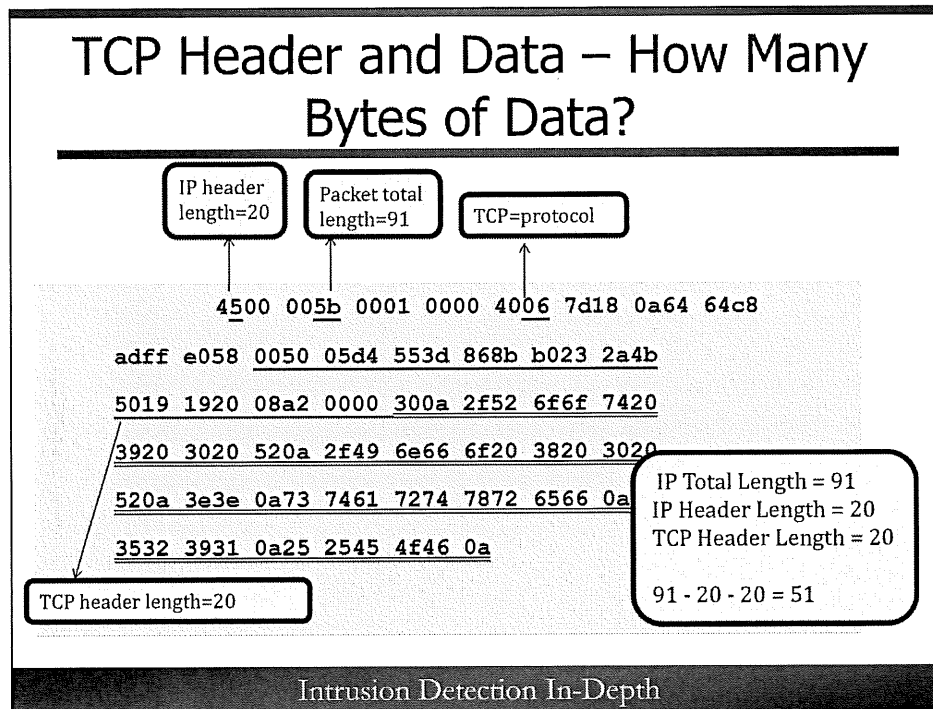 TCP Header and Data – How Many
Bytes of Data?
IP header
length=20
Packet total
length=91
TCP=protocol
4500 005b 0001 0000 4006 7d18 0a64 64c8
adff e058 0050 05d4 553d 868b b023 2a4b
5019 1920 08a2 0000 300a 2f52 6f6f 7420
3920 3020 520a 2f49 6e66 6f20 3820 3020
520a 3e3e 0a73 7461 7274 7872 6566 0a
3532 3931 0a25 2545 4f46 0a
IP Total Length = 91
IP Header Length = 20
TCP Header Length = 20
91 - 20 - 20 = 51
TCP header length=20
Intrusion Detection In-Depth